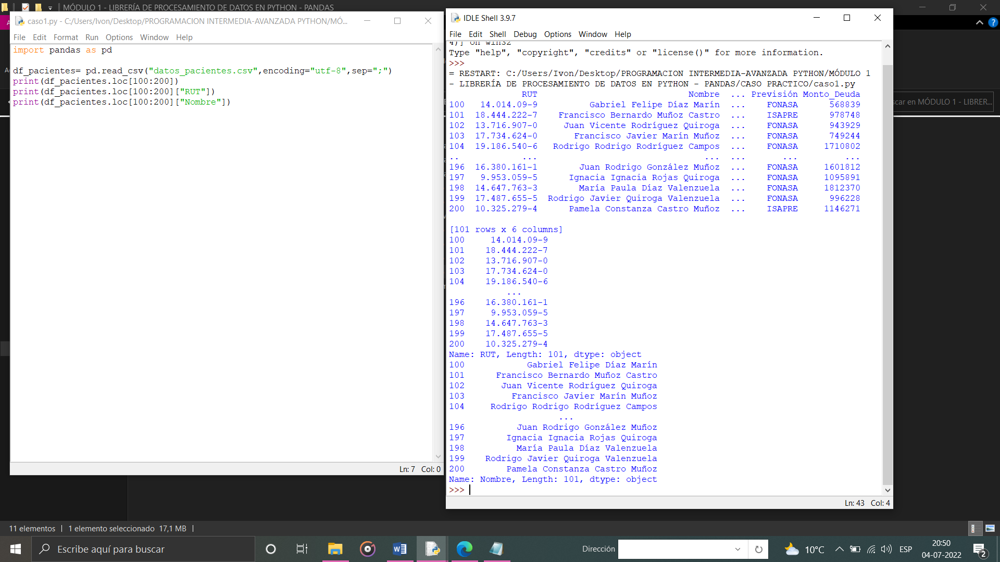 MÓDULO 1 - LIBRERÍA DE PROCESAMIENTO DE DATOS EN PYTHON - PANDAS
caso1.py - C:/Users/Ivon/Desktop/PROGRAMACION INTERMEDIA-AVANZADA PYTHON/MÓ...
File Edit Format Run Options Window Help
import pandas as pd
df_pacientes= pd.read_csv("datos_pacientes.csv",encoding="utf-8",sep=";")
print(df_pacientes.loc[100:200])
print(df_pacientes.loc[100:200]["RUT"])
print(df_pacientes.loc[100:200]["Nombre"])
Ln: 7 Col: 0
IDLE Shell 3.9.7
File Edit Shell Debug Options Window Help
4)] on win32
Type "help", "copyright", "credits" or "license()" for more information.
>>>
= RESTART: C:/Users/Ivon/Desktop/PROGRAMACION INTERMEDIA-AVANZADA PYTHON/MÓDULO 1
- LIBRERÍA DE PROCESAMIENTO DE DATOS EN PYTHON - PANDAS/CASO PRACTICO/caso1.py
RUT Nombre ... Previsión Monto_Deuda
100 14.014.09-9 Gabriel Felipe Díaz Marín ... FONASA 568839
101 18.444.222-7 Francisco Bernardo Muñoz Castro ... ISAPRE 978748
102 13.716.907-0 Juan Vicente Rodríguez Quiroga ... FONASA 943929
103 17.734.624-0 Francisco Javier Marín Muñoz ... FONASA 749244
104 19.186.540-6 Rodrigo Rodrigo Rodríguez Campos ... FONASA 1710802
.. ... ... ... ... ...
196 16.380.161-1 Juan Rodrigo González Muñoz ... FONASA 1601812
197 9.953.059-5 Ignacia Ignacia Rojas Quiroga ... FONASA 1095891
198 14.647.763-3 María Paula Díaz Valenzuela ... FONASA 1812370
199 17.487.655-5 Rodrigo Javier Quiroga Valenzuela ... FONASA 996228
200 10.325.279-4 Pamela Constanza Castro Muñoz ... ISAPRE 1146271
[101 rows x 6 columns]
100 14.014.09-9
101 18.444.222-7
102 13.716.907-0
103 17.734.624-0
104 19.186.540-6
...
196 16.380.161-1
197 9.953.059-5
198 14.647.763-3
199 17.487.655-5
200 10.325.279-4
Name: RUT, Length: 101, dtype: object
100 Gabriel Felipe Díaz Marín
101 Francisco Bernardo Muñoz Castro
102 Juan Vicente Rodríguez Quiroga
103 Francisco Javier Marín Muñoz
104 Rodrigo Rodrigo Rodríguez Campos
...
196 Juan Rodrigo González Muñoz
197 Ignacia Ignacia Rojas Quiroga
198 María Paula Díaz Valenzuela
199 Rodrigo Javier Quiroga Valenzuela
200 Pamela Constanza Castro Muñoz
Name: Nombre, Length: 101, dtype: object
>>>
Ln: 43 Col: 4
scar en MÓDULO 1 - LIBRER...
11 elementos
1 elemento seleccionado 17,1 MB
Escribe aquí para buscar
Dirección
10°C
ESP
20:50
04-07-2022
2